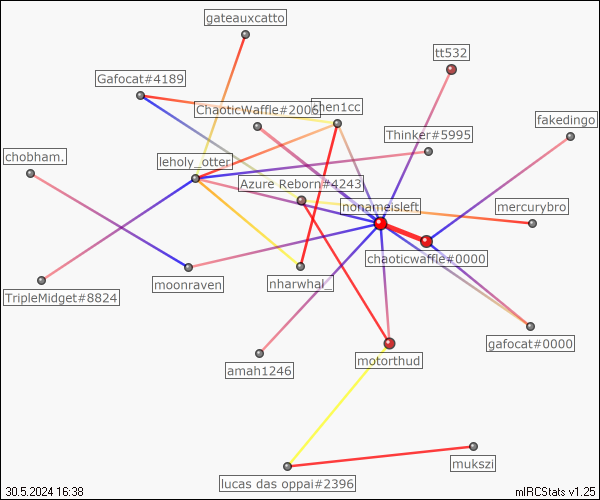 gateauxcatto
tt532
Gafocat#4189
ChaoticWaffle#2006
hen1cc
fakedingo
Thinker#5995
chobham.
leholy_otter
Azure Reborn#4243
nonameisleft
mercurybro
chaoticwaffle#0000
moonraven
nharwhal_
TripleMidget#8824
gafocat#0000
motorthud
amah1246
mukszi
lucas das oppai#2396
30.5.2024 16:38
mIRCStats v1.25